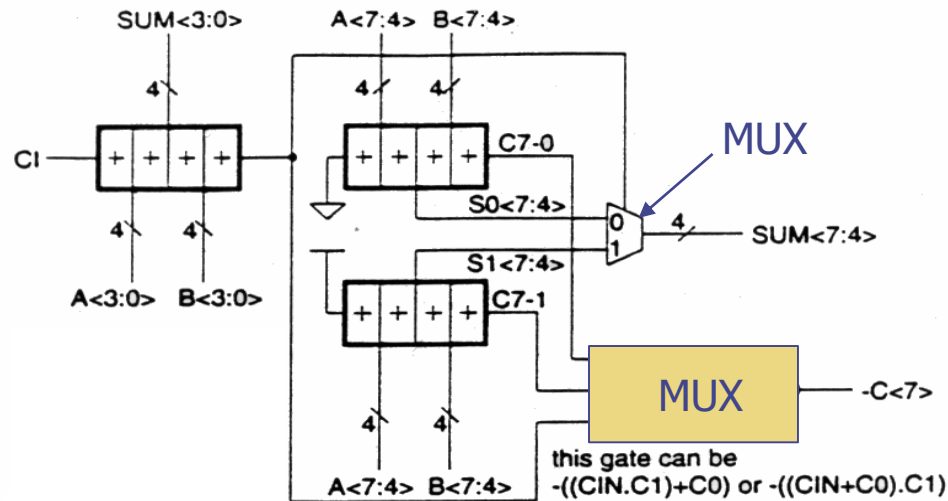 SUM<3:0>
A<7:4> B<7:4>
4
4
4
MUX
CI
+ + + +
+ + + +
C7-0
S0<7:4>
0
1
4
SUM<7:4>
4
4
S1<7:4>
A<3:0> B<3:0>
+ + + +
C7-1
MUX
-C<7>
4
4
this gate can be
A<7:4> B<7:4>
-((CIN.C1)+C0) or -((CIN+C0).C1)